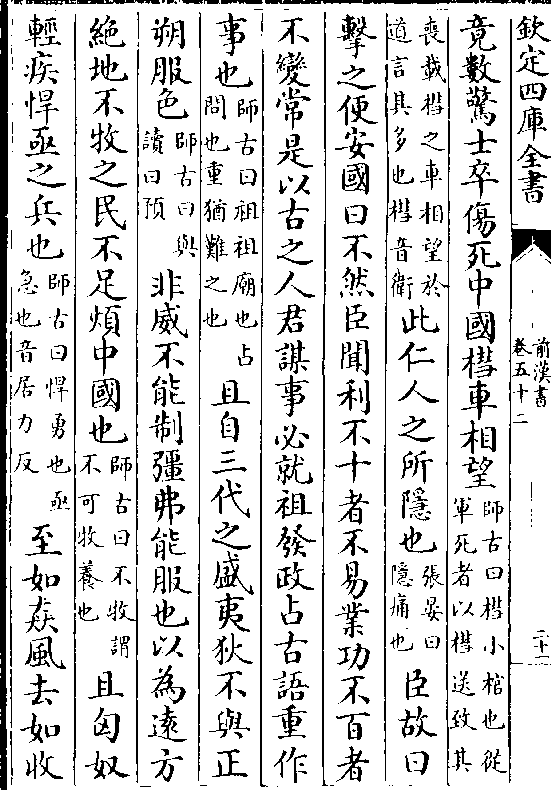 欽定四庫全書
前漢書
卷五十二
二十一
竟數驚士卒傷死中國槥車相望師古曰槥小棺也從軍死者以槥送致其
喪載槥之車相望於道言其多也槥音衛此仁人之所隱也張晏曰隱痛也臣故曰
擊之便安國曰不然臣聞利不十者不易業功不百者
不變常是以古之人君謀事必就祖發政占古語重作
事也師古曰祖祖廟也占問也重猶難之也且自三代之盛夷狄不與正
朔服色師古曰與讀曰預非威不能制彊弗能服也以為遠方
絶地不牧之民不足煩中國也師古曰不牧謂不可牧養也且匈奴
輕疾悍亟之兵也師古曰悍勇也亟急也音居力反至如猋風去如收